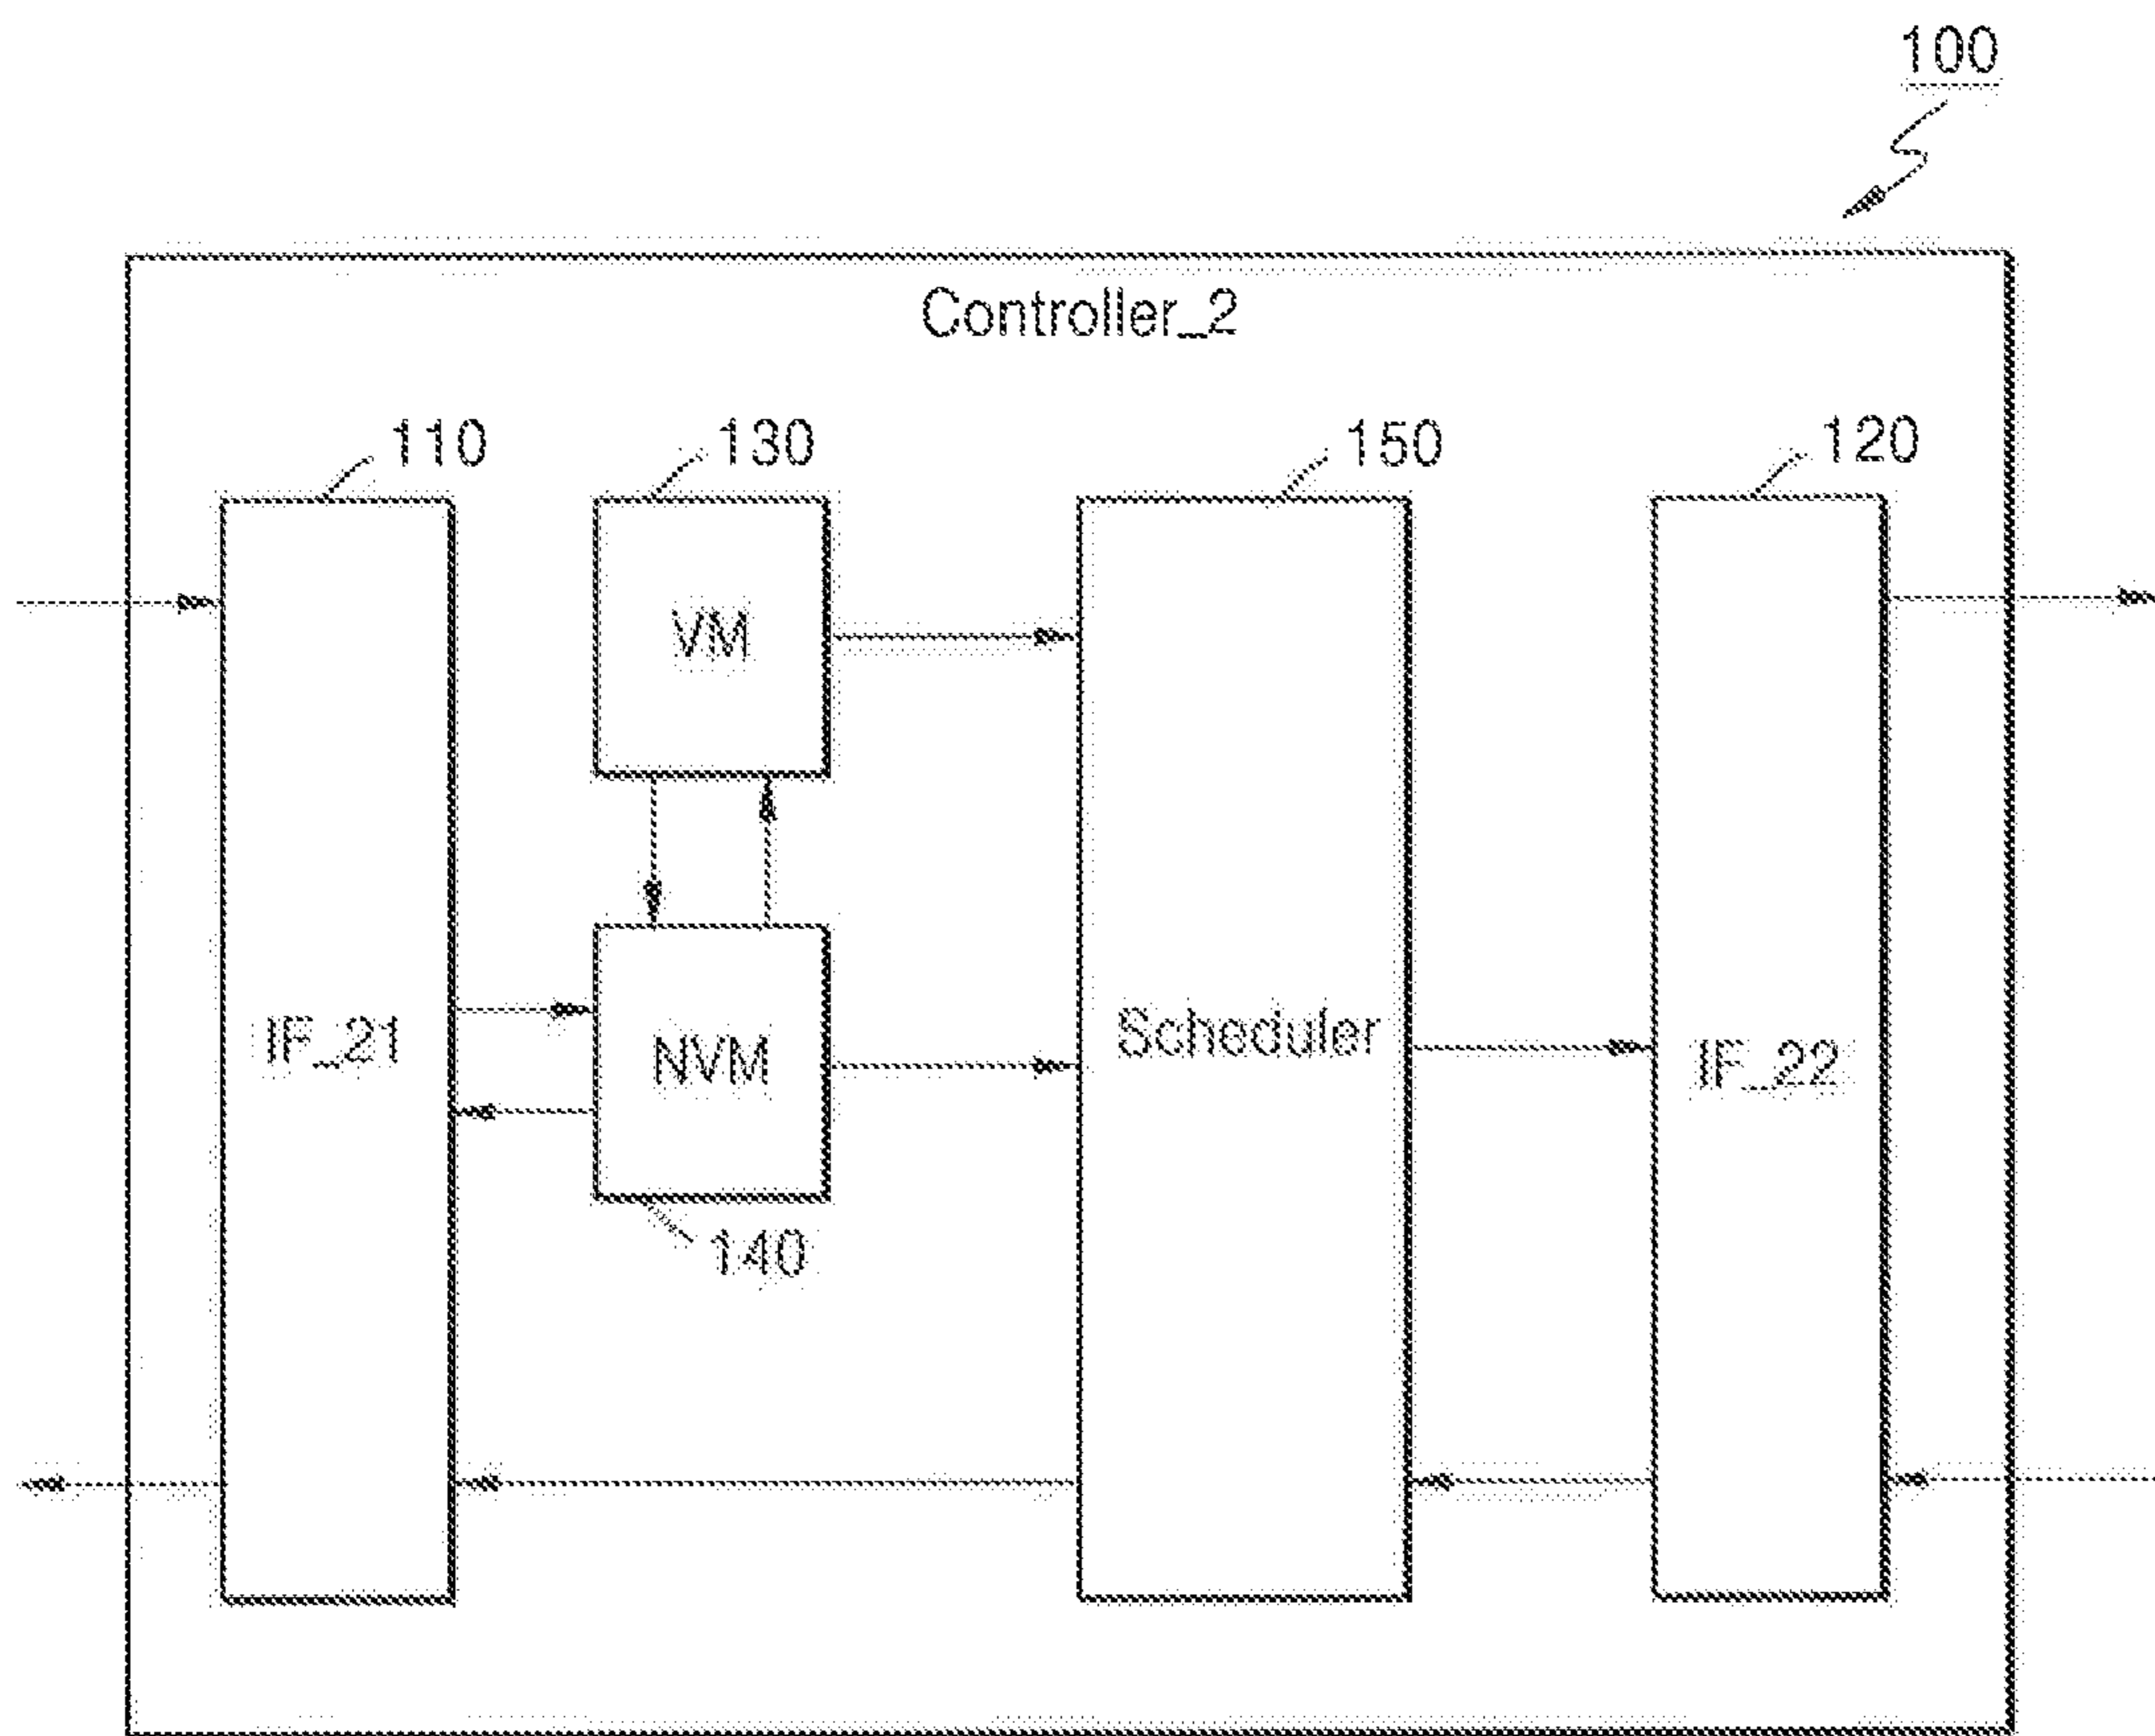 100
Controller_2
110
130
150
120
VM
IF_21
NVM
Scheduler
IF_22
140